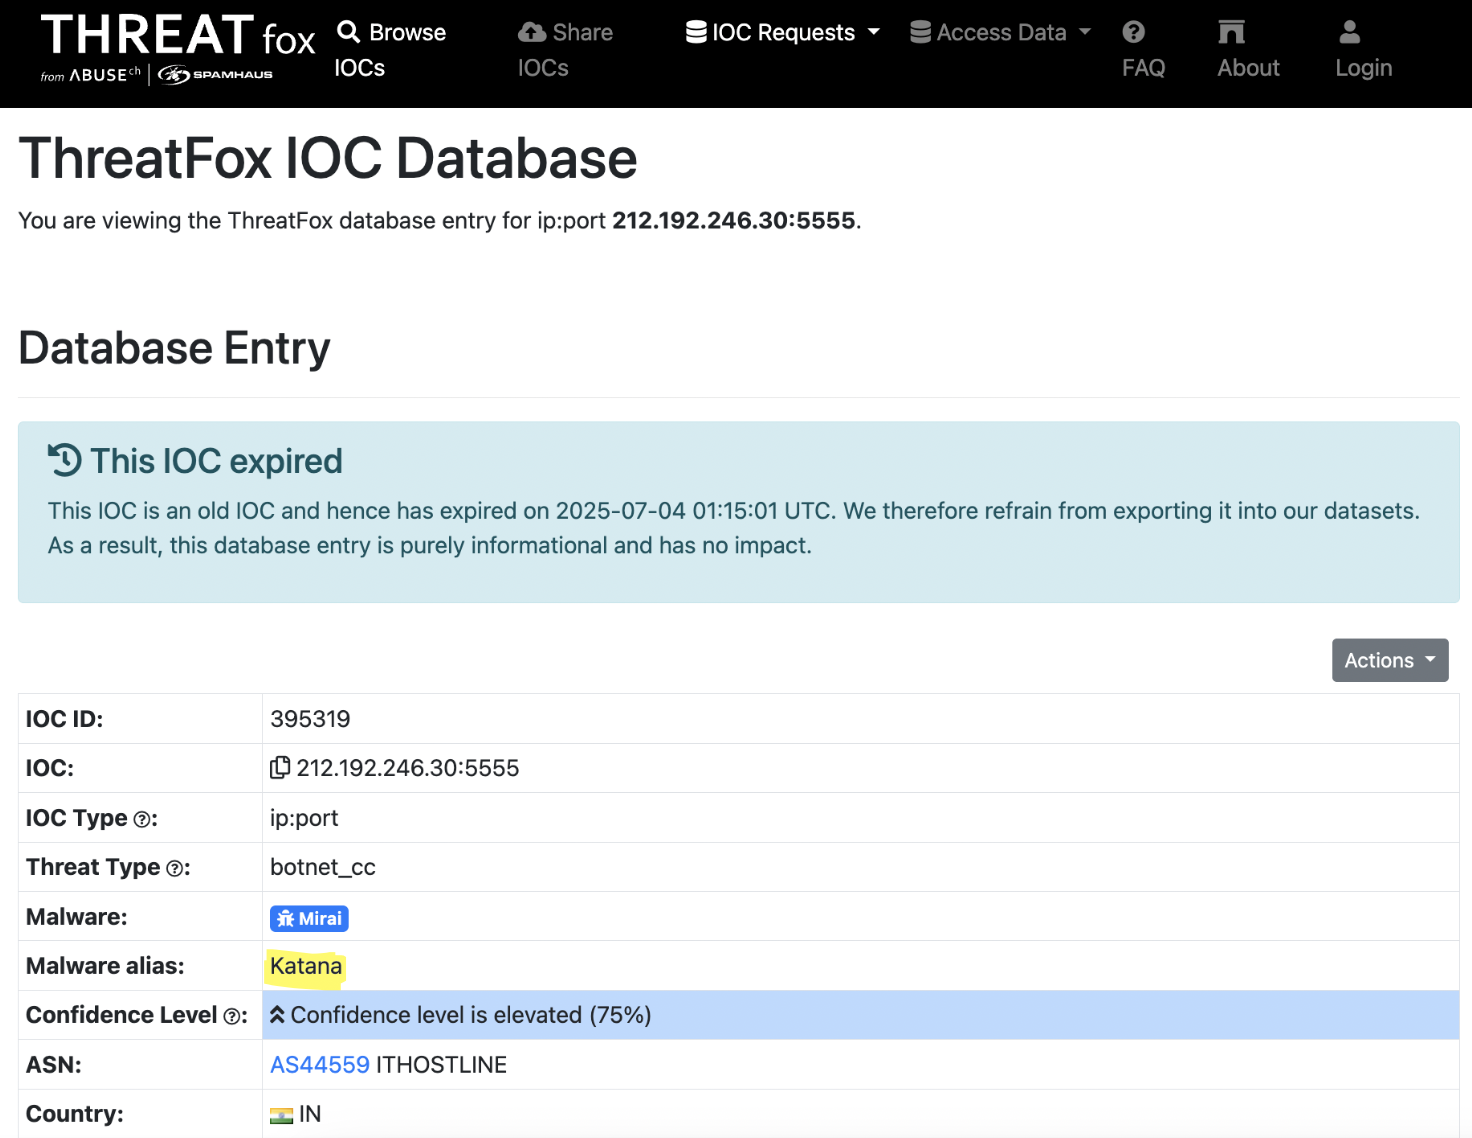 THREAT fox
from ABUSE ch | SPAMHAUS
Browse IOCs
Share IOCs
IOC Requests
Access Data
FAQ
About
Login
ThreatFox IOC Database
You are viewing the ThreatFox database entry for ip:port 212.192.246.30:5555.
Database Entry
This IOC expired
This IOC is an old IOC and hence has expired on 2025-07-04 01:15:01 UTC. We therefore refrain from exporting it into our datasets.
As a result, this database entry is purely informational and has no impact.
Actions
IOC ID: 395319
IOC: 212.192.246.30:5555
IOC Type ?: ip:port
Threat Type ?: botnet_cc
Malware: Mirai
Malware alias: Katana
Confidence Level ?: Confidence level is elevated (75%)
ASN: AS44559 ITHOSTLINE
Country: IN